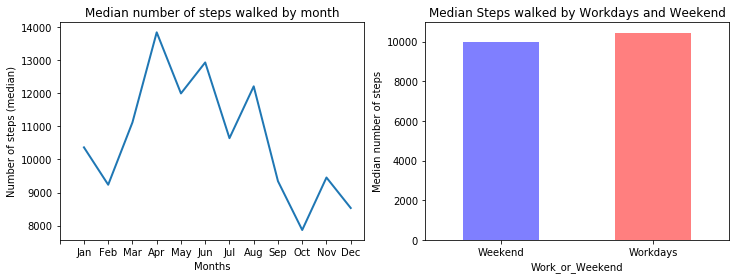 Median number of steps walked by month
Number of steps (median)
14000
13000
12000
11000
10000
9000
8000
Jan Feb Mar Apr May Jun Jul Aug Sep Oct Nov Dec
Months
Median Steps walked by Workdays and Weekend
Median number of steps
10000
8000
6000
4000
2000
0
Weekend Workdays
Work_or_Weekend